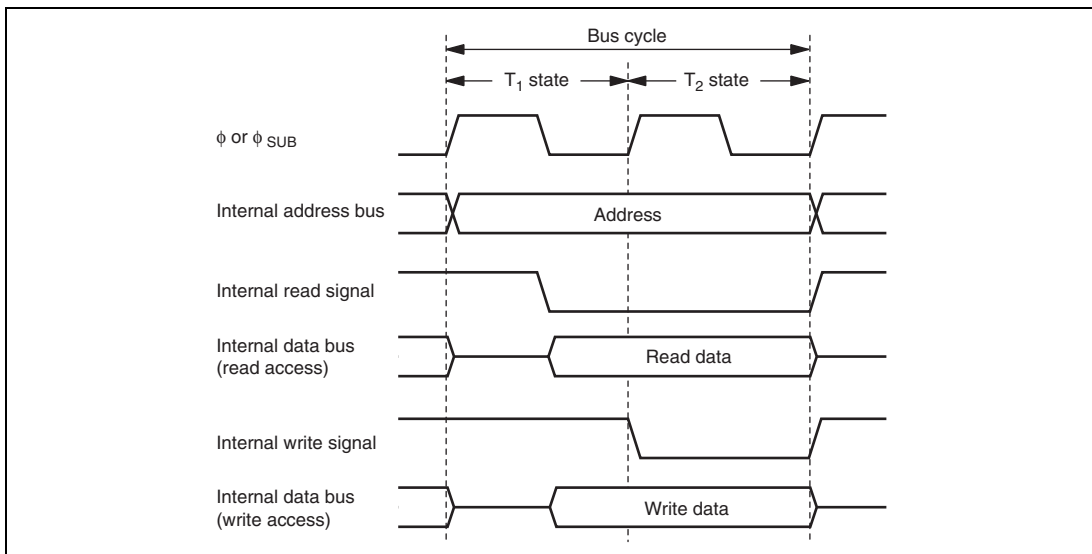 Bus cycle
T₁ state
T₂ state
ϕ or ϕ SUB
Internal address bus
Address
Internal read signal
Internal data bus
(read access)
Read data
Internal write signal
Internal data bus
(write access)
Write data